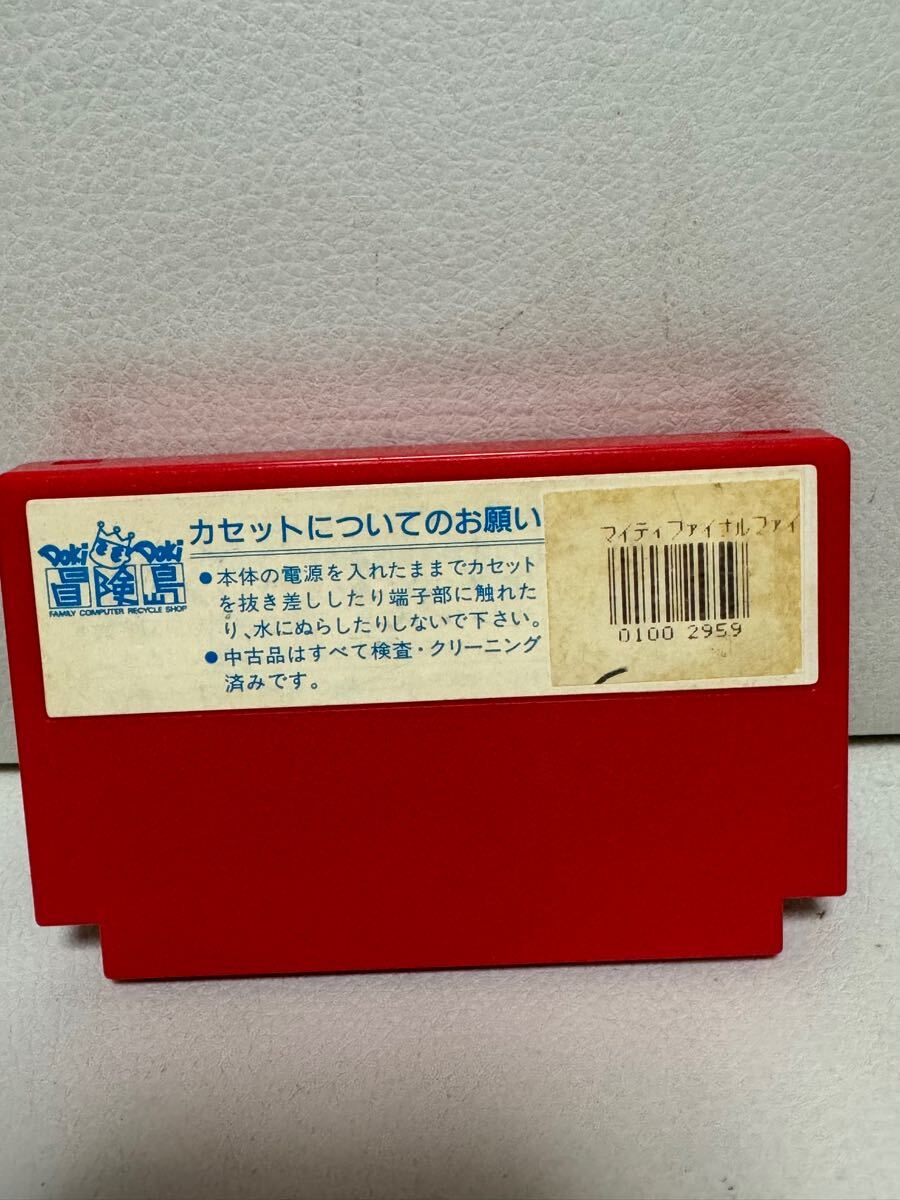 Doki Doki
冒険島
FAMILY COMPUTER RECYCLE SHOP
カセットについてのお願い
●本体の電源を入れたままでカセット
を抜き差ししたり端子部に触れた
り、水にぬらしたりしないで下さい。
●中古品はすべて検査・クリーニング
済みです。
マイティファイナルファイ
0100 2959